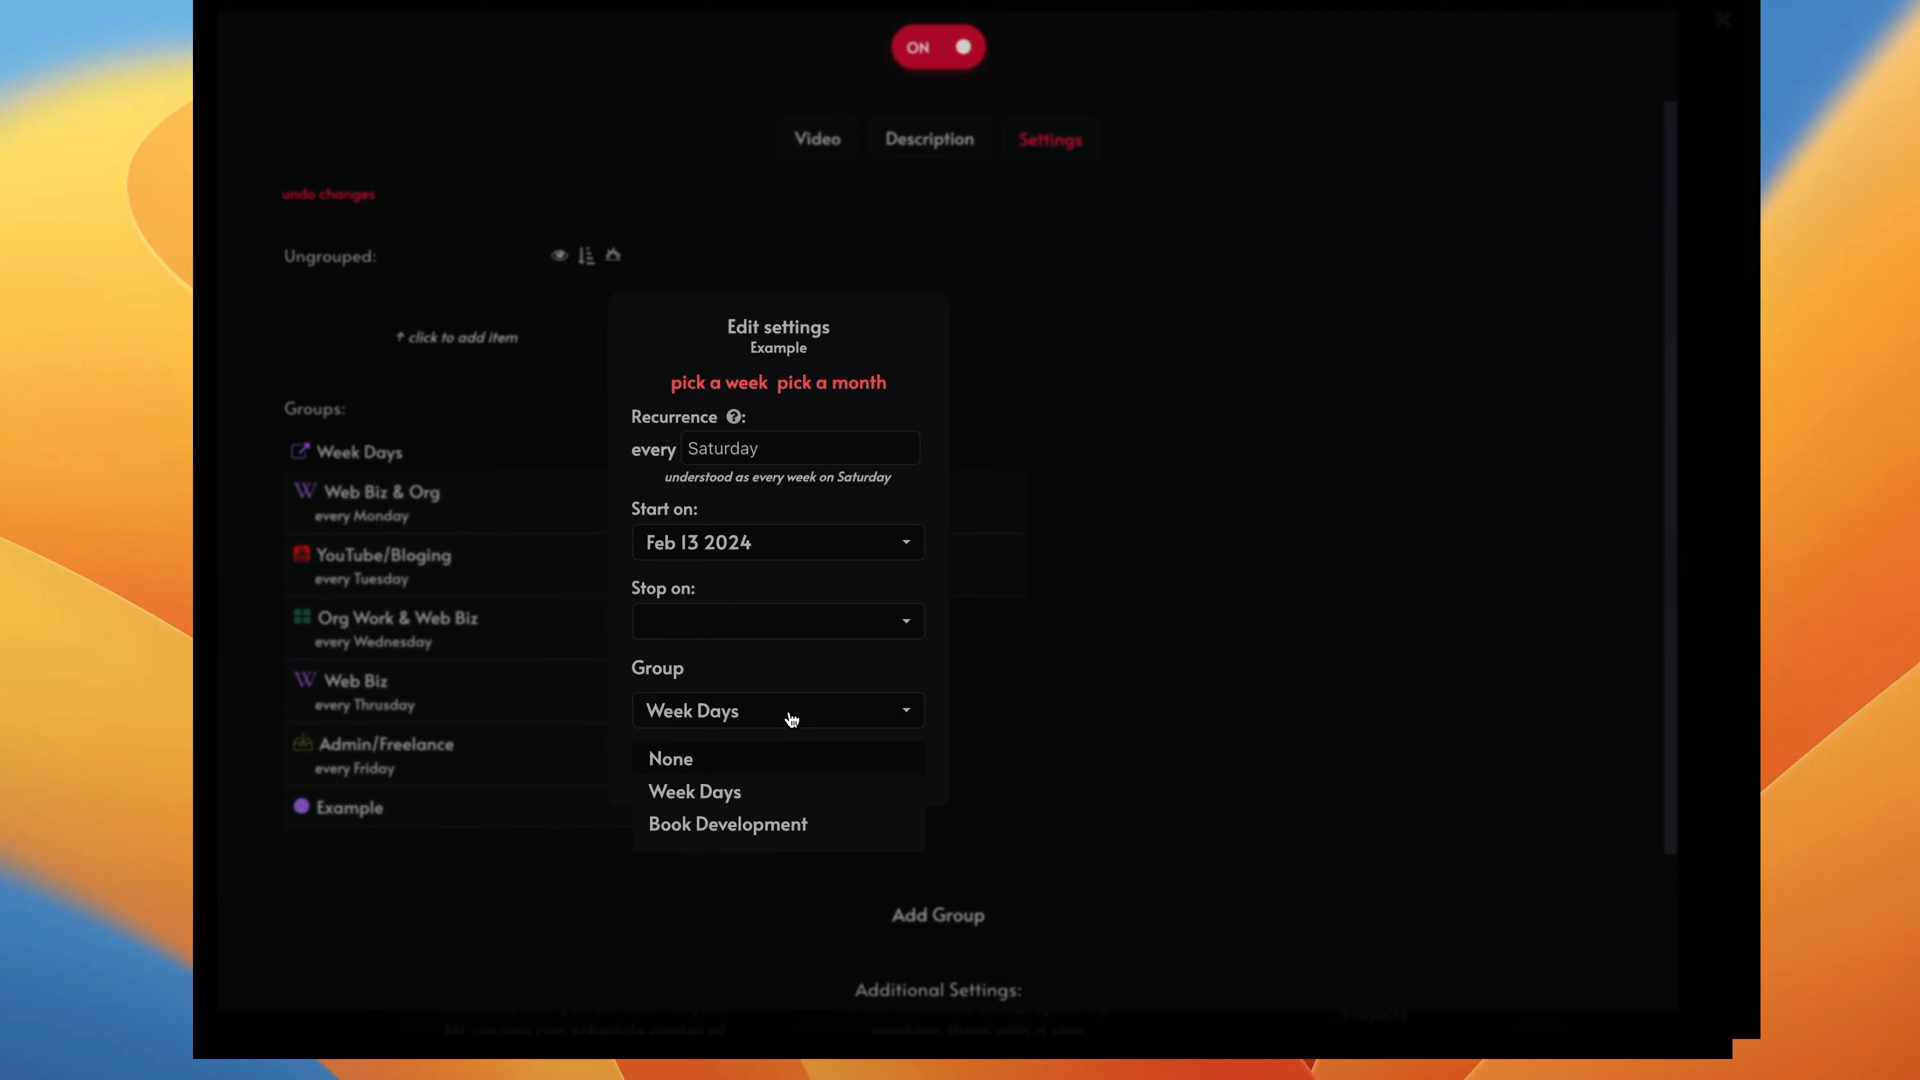 ON
Video Description Settings
undo changes
Ungrouped:
↑ click to add item
Groups:
Week Days
Web Biz & Org
every Monday
YouTube/Bloging
every Tuesday
Org Work & Web Biz
every Wednesday
Web Biz
every Thrusday
Admin/Freelance
every Friday
Example
Edit settings
Example
pick a week pick a month
Recurrence ?:
every Saturday
understood as every week on Saturday
Start on:
Feb 13 2024
Stop on:
Group
Week Days
None
Week Days
Book Development
Add Group
Additional Settings:
Projects